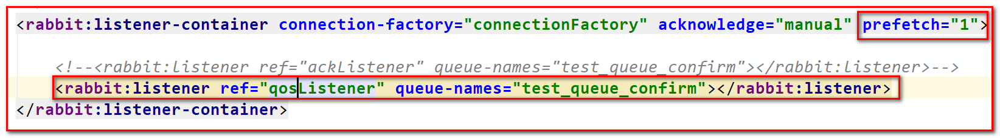 <rabbit:listener-container connection-factory="connectionFactory" acknowledge="manual" prefetch="1">
<!--<rabbit:listener ref="ackListener" queue-names="test_queue_confirm"></rabbit:listener>-->
<rabbit:listener ref="qosListener" queue-names="test_queue_confirm"></rabbit:listener>
</rabbit:listener-container>